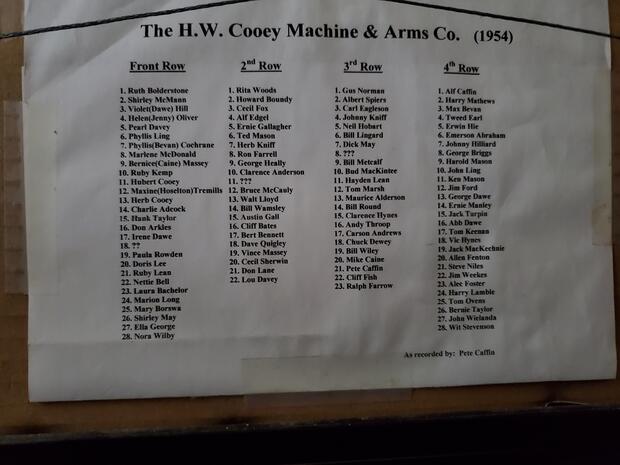 The H.W. Cooey Machine & Arms Co. (1954)
Front Row
1. Ruth Bolderstone
2. Shirley McMann
3. Violet(Dawe) Hill
4. Helen(Jenny) Oliver
5. Pearl Davey
6. Phyllis Ling
7. Phyllis(Bevan) Cochrane
8. Marlene McDonald
9. Bernice(Caine) Massey
10. Ruby Kemp
11. Hubert Cooey
12. Maxine(Hoselton)Tremills
13. Herb Cooey
14. Charlie Adcock
15. Hank Taylor
16. Don Arkles
17. Irene Dawe
18. ??
19. Paula Rowden
20. Doris Lee
21. Ruby Lean
22. Nettie Bell
23. Laura Bachelor
24. Marion Long
25. Mary Borswa
26. Shirley May
27. Ella George
28. Nora Wilby
2nd Row
1. Rita Woods
2. Howard Boundy
3. Cecil Fox
4. Alf Edgel
5. Ernie Gallagher
6. Ted Mason
7. Herb Kniff
8. Ron Farrell
9. George Heally
10. Clarence Anderson
11. ???
12. Bruce McCauly
13. Walt Lloyd
14. Bill Wamsley
15. Austin Gall
16. Cliff Bates
17. Bert Bennett
18. Dave Quigley
19. Vince Massey
20. Cecil Sherwin
21. Don Lane
22. Lou Davey
3rd Row
1. Gus Norman
2. Albert Spiers
3. Carl Eagleson
4. Johnny Kniff
5. Neil Hobart
6. Bill Lingard
7. Dick May
8. ???
9. Bill Metcalf
10. Bud MacKintee
11. Hayden Lean
12. Tom Marsh
13. Maurice Alderson
14. Bill Round
15. Clarence Hynes
16. Andy Throop
17. Carson Andrews
18. Chuck Dewey
19. Bill Wiley
20. Mike Caine
21. Pete Caffin
22. Cliff Fish
23. Ralph Farrow
4th Row
1. Alf Caffin
2. Harry Mathews
3. Max Bevan
4. Tweed Earl
5. Erwin Hie
6. Emerson Abraham
7. Johnny Hilliard
8. George Briggs
9. Harold Mason
10. John Ling
11. Ken Mason
12. Jim Ford
13. George Dawe
14. Ernie Manley
15. Jack Turpin
16. Abb Dawe
17. Tom Keenan
18. Vic Hynes
19. Jack MacKechnie
20. Allen Fenton
21. Steve Niles
22. Jim Weekes
23. Alec Foster
24. Harry Lamble
25. Tom Ovens
26. Bernie Taylor
27. John Wielanda
28. Wit Stevenson
As recorded by: Pete Caffin